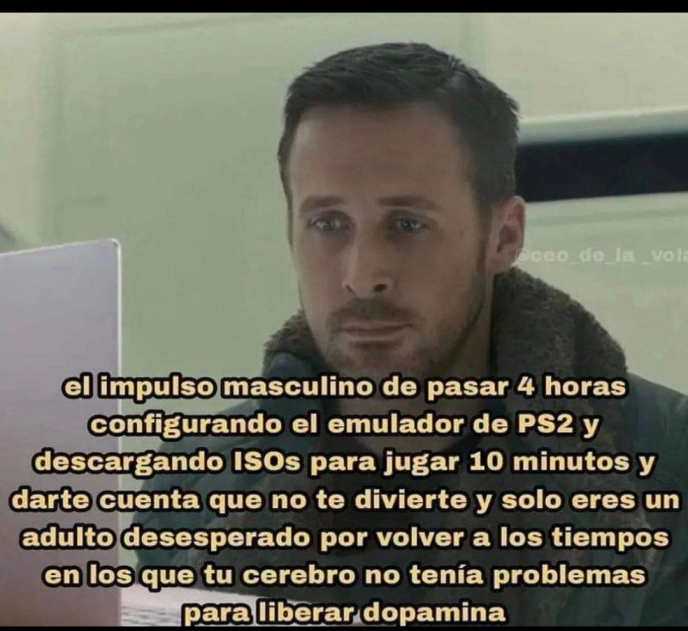 @ceo_de_la_vola
el impulso masculino de pasar 4 horas
configurando el emulador de PS2 y
descargando ISOs para jugar 10 minutos y
darte cuenta que no te divierte y solo eres un
adulto desesperado por volver a los tiempos
en los que tu cerebro no tenía problemas
para liberar dopamina